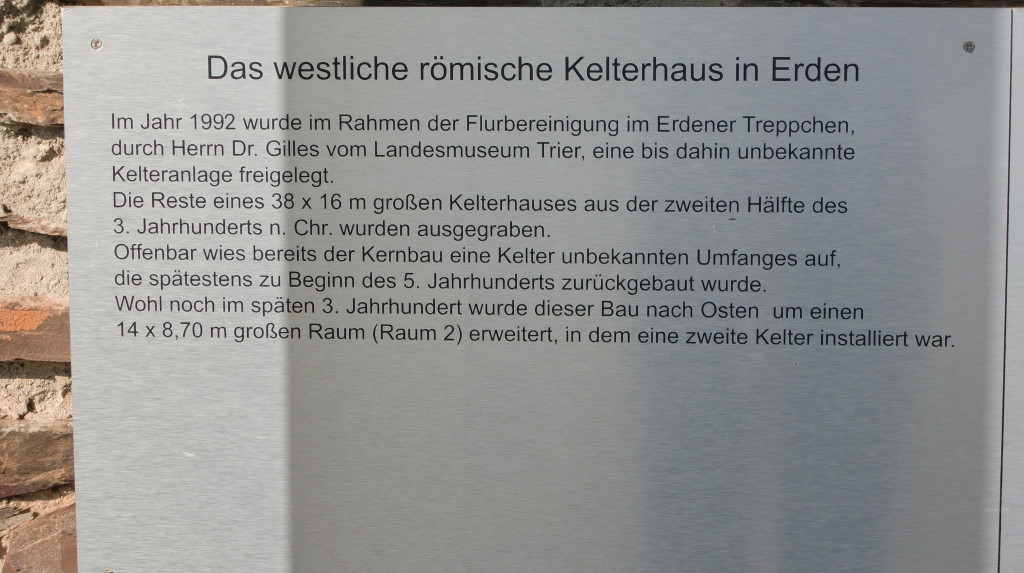 Das westliche römische Kelterhaus in Erden
Im Jahr 1992 wurde im Rahmen der Flurbereinigung im Erdener Treppchen,
durch Herrn Dr. Gilles vom Landesmuseum Trier, eine bis dahin unbekannte
Kelteranlage freigelegt.
Die Reste eines 38 x 16 m großen Kelterhauses aus der zweiten Hälfte des
3. Jahrhunderts n. Chr. wurden ausgegraben.
Offenbar wies bereits der Kernbau eine Kelter unbekannten Umfanges auf,
die spätestens zu Beginn des 5. Jahrhunderts zurückgebaut wurde.
Wohl noch im späten 3. Jahrhundert wurde dieser Bau nach Osten um einen
14 x 8,70 m großen Raum (Raum 2) erweitert, in dem eine zweite Kelter installiert war.